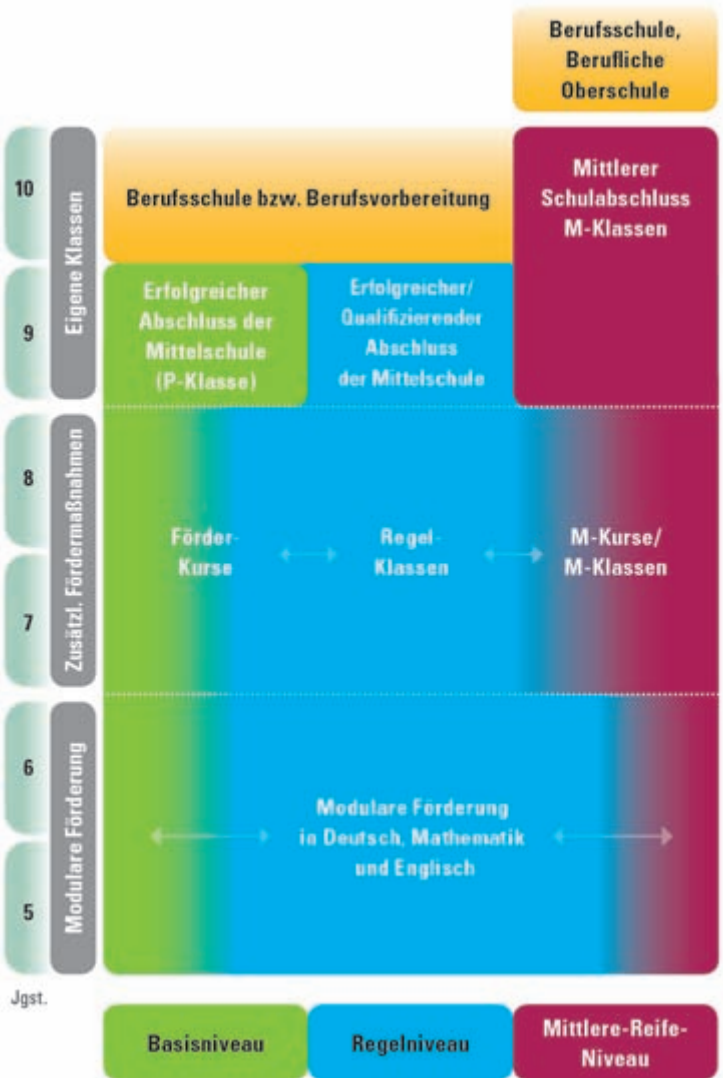 Berufsschule,
Berufliche
Oberschule
10
Eigene Klassen
Berufsschule bzw. Berufsvorbereitung
Mittlerer
Schulabschluss
M-Klassen
9
Erfolgreicher
Abschluss der
Mittelschule
(P-Klasse)
Erfolgreicher/
Qualifizierender
Abschluss
der Mittelschule
8
Zusätzl. Fördermaßnahmen
Förder-
Kurse
Regel-
Klassen
M-Kurse/
M-Klassen
7
6
Modulare Förderung
Modulare Förderung
in Deutsch, Mathematik
und Englisch
5
Jgst.
Basisniveau
Regelniveau
Mittlere-Reife-
Niveau